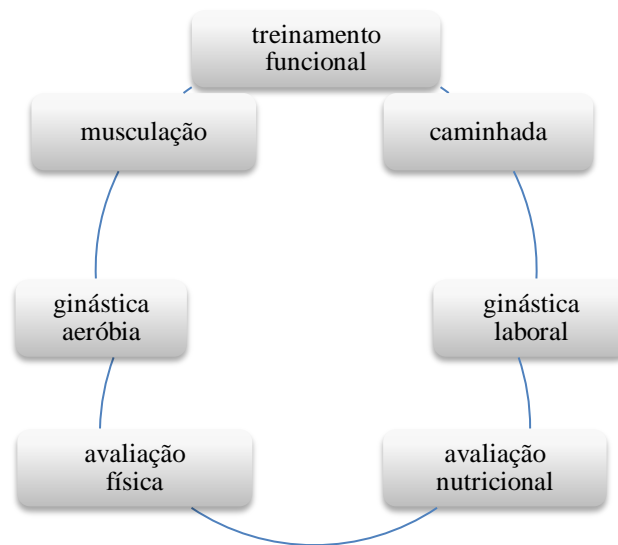 treinamento
funcional
musculação
caminhada
ginástica
aeróbia
ginástica
laboral
avaliação
física
avaliação
nutricional